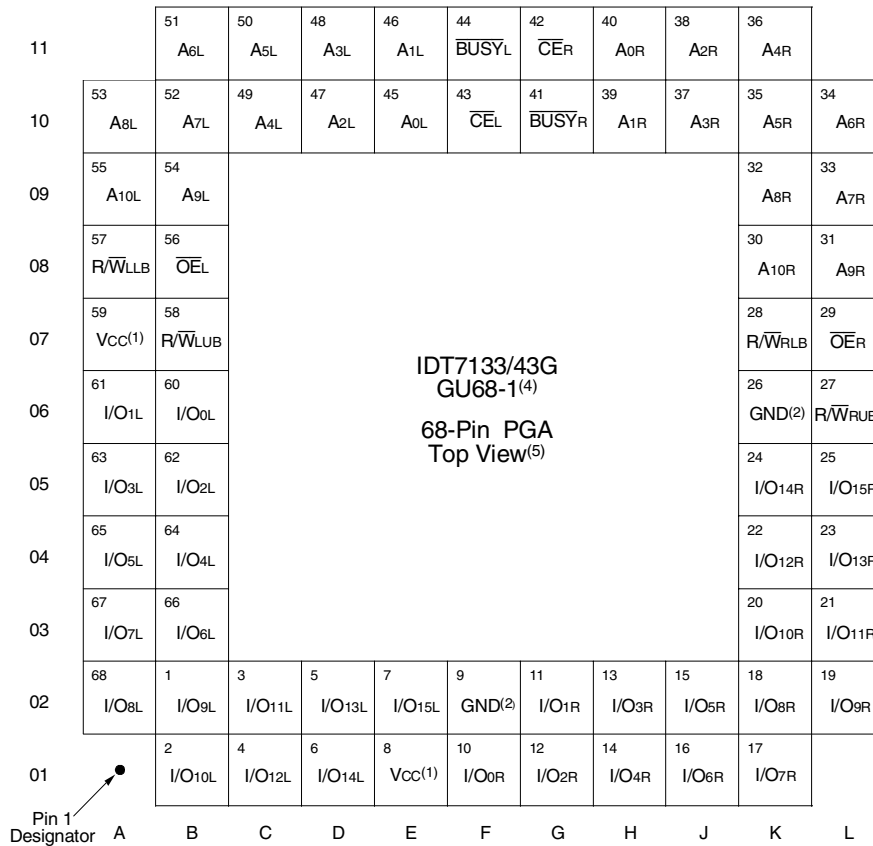 51 50 48 46 44 42 40 38 36
11 A6L A5L A3L A1L BUSYL CER A0R A2R A4R
53 52 49 47 45 43 41 39 37 35 34
10 A8L A7L A4L A2L A0L CEL BUSYR A1R A3R A5R A6R
55 54 32 33
09 A10L A9L A8R A7R
57 56 30 31
08 R/WLLB OEL A10R A9R
59 58 28 29
07 VCC(1) R/WLUB R/WRLB OER
IDT7133/43G
GU68-1(4)
61 60 26 27
06 I/O1L I/O0L GND(2) R/WRUB
68-Pin PGA
Top View(5)
63 62 24 25
05 I/O3L I/O2L I/O14R I/O15R
65 64 22 23
04 I/O5L I/O4L I/O12R I/O13R
67 66 20 21
03 I/O7L I/O6L I/O10R I/O11R
68 1 3 5 7 9 11 13 15 18 19
02 I/O8L I/O9L I/O11L I/O13L I/O15L GND(2) I/O1R I/O3R I/O5R I/O8R I/O9R
2 4 6 8 10 12 14 16 17
01 I/O10L I/O12L I/O14L VCC(1) I/O0R I/O2R I/O4R I/O6R I/O7R
Pin 1
Designator
A B C D E F G H J K L